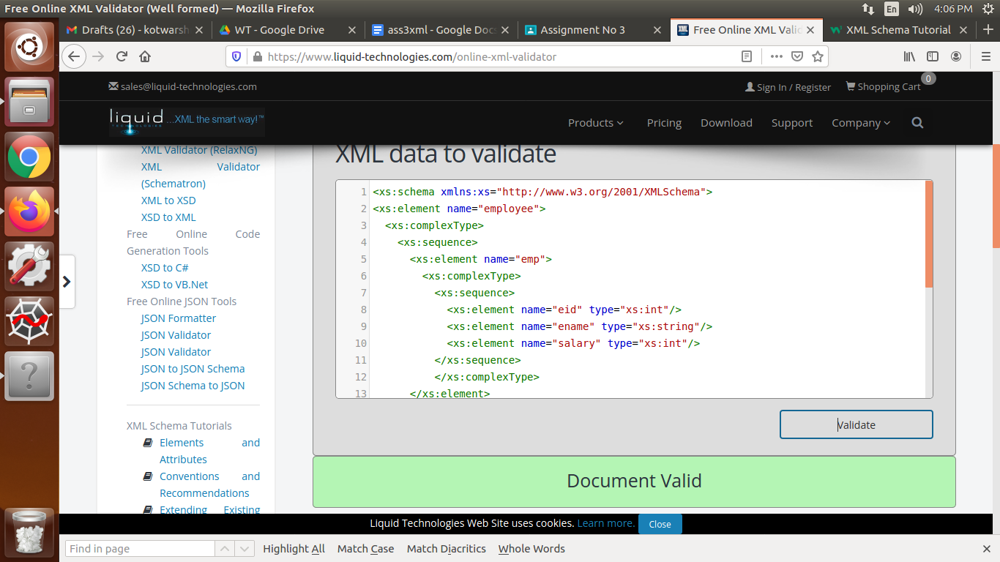 Free Online XML Validator (Well formed) — Mozilla Firefox
En
4:06 PM
Drafts (26) - kotwarsh
WT - Google Drive
ass3xml - Google Docs
Assignment No 3
Free Online XML Valid
XML Schema Tutorial
https://www.liquid-technologies.com/online-xml-validator
sales@liquid-technologies.com
Sign In / Register
Shopping Cart
0
liquid
TECHNOLOGIES
...XML the smart way!™
Products
Pricing
Download
Support
Company
XML Validator (RelaxNG)
XML Validator
(Schematron)
XML to XSD
XSD to XML
Free Online Code
Generation Tools
XSD to C#
XSD to VB.Net
Free Online JSON Tools
JSON Formatter
JSON Validator
JSON Validator
JSON to JSON Schema
JSON Schema to JSON
XML Schema Tutorials
Elements and
Attributes
Conventions and
Recommendations
Extending Existing
XML data to validate
1 <xs:schema xmlns:xs="http://www.w3.org/2001/XMLSchema">
2 <xs:element name="employee">
3 <xs:complexType>
4 <xs:sequence>
5 <xs:element name="emp">
6 <xs:complexType>
7 <xs:sequence>
8 <xs:element name="eid" type="xs:int"/>
9 <xs:element name="ename" type="xs:string"/>
10 <xs:element name="salary" type="xs:int"/>
11 </xs:sequence>
12 </xs:complexType>
13 </xs:element>
Validate
Document Valid
Liquid Technologies Web Site uses cookies. Learn more. Close
Find in page
Highlight All
Match Case
Match Diacritics
Whole Words